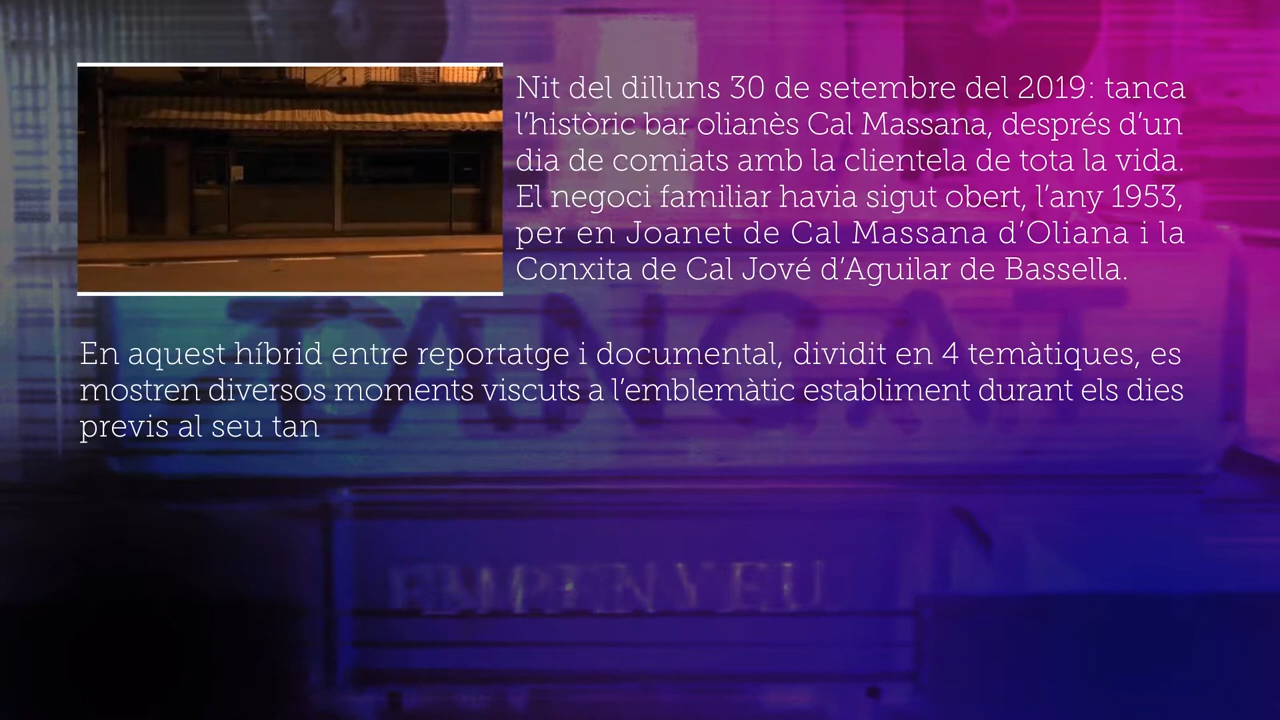 Nit del dilluns 30 de setembre del 2019: tanca
l’històric bar olianès Cal Massana, després d’un
dia de comiats amb la clientela de tota la vida.
El negoci familiar havia sigut obert, l’any 1953,
per en Joanet de Cal Massana d’Oliana i la
Conxita de Cal Jové d’Aguilar de Bassella.
TANCAT
En aquest híbrid entre reportatge i documental, dividit en 4 temàtiques, es
mostren diversos moments viscuts a l’emblemàtic establiment durant els dies
previs al seu tan
EMPENYEU